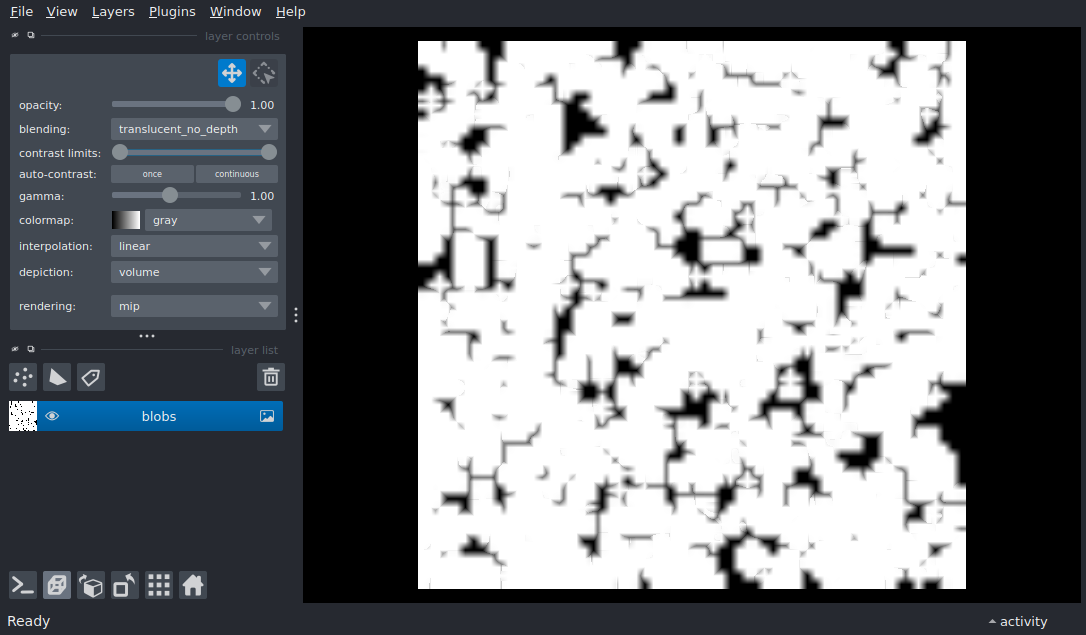 File View Layers Plugins Window Help
layer controls
opacity: 1.00
blending: translucent_no_depth
contrast limits:
auto-contrast: once continuous
gamma: 1.00
colormap: gray
interpolation: linear
depiction: volume
rendering: mip
layer list
blobs
Ready activity